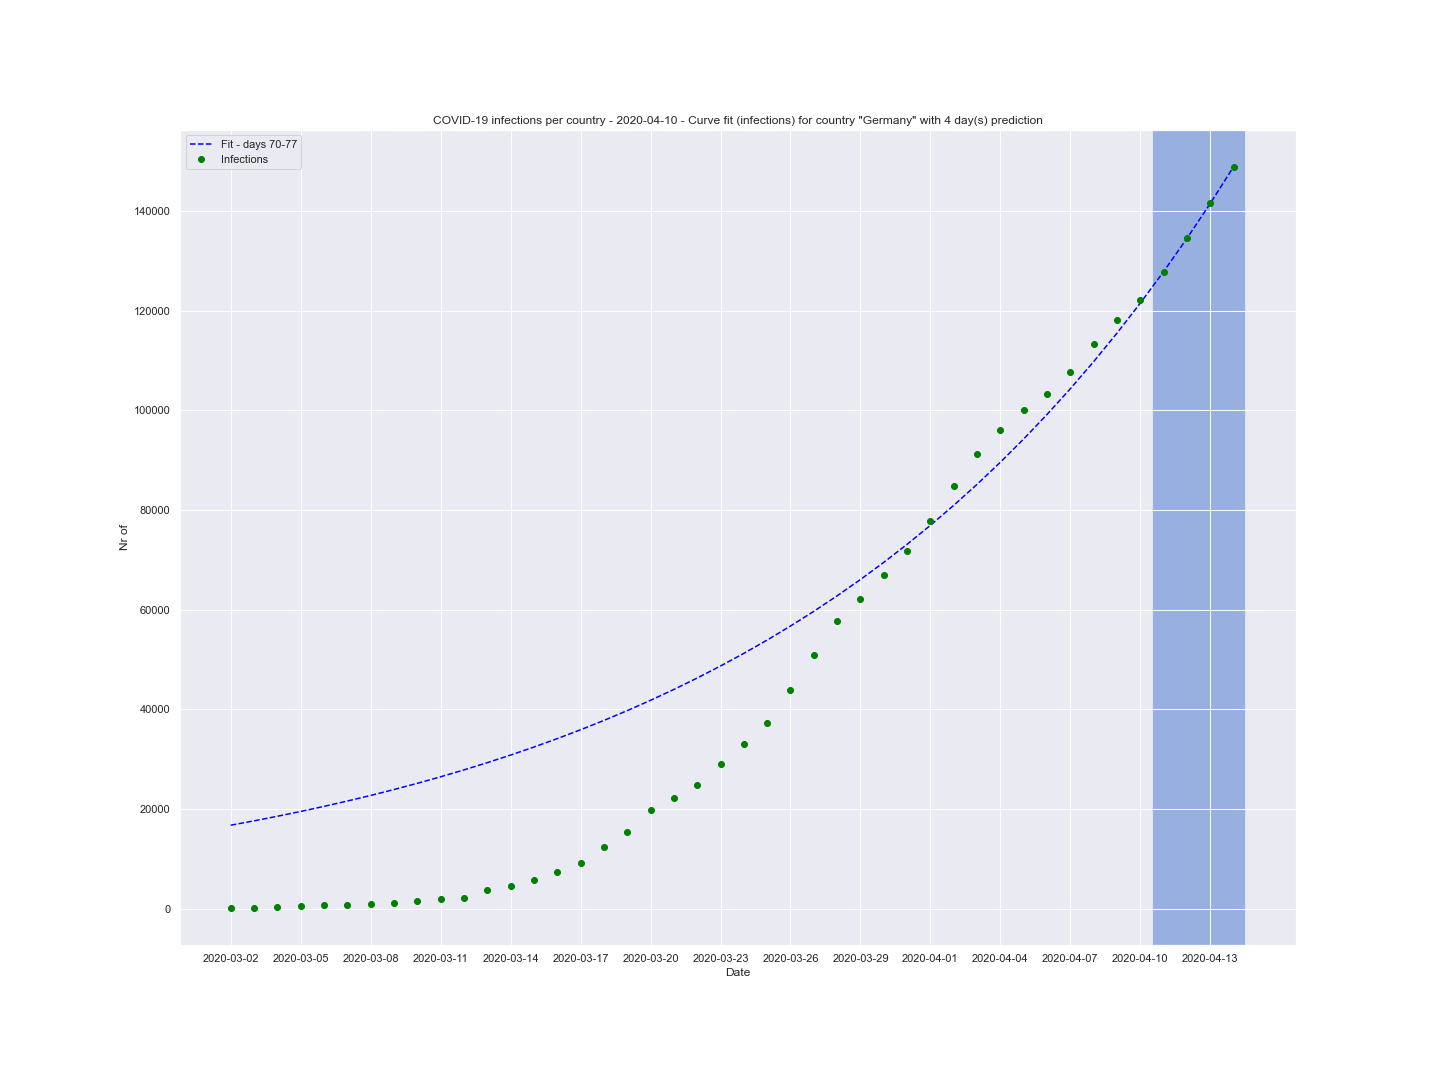 COVID-19 infections per country - 2020-04-10 - Curve fit (infections) for country "Germany" with 4 day(s) prediction
Fit - days 70-77
Infections
140000
120000
100000
80000
60000
40000
20000
0
Nr of
2020-03-02 2020-03-05 2020-03-08 2020-03-11 2020-03-14 2020-03-17 2020-03-20 2020-03-23 2020-03-26 2020-03-29 2020-04-01 2020-04-04 2020-04-07 2020-04-10 2020-04-13
Date